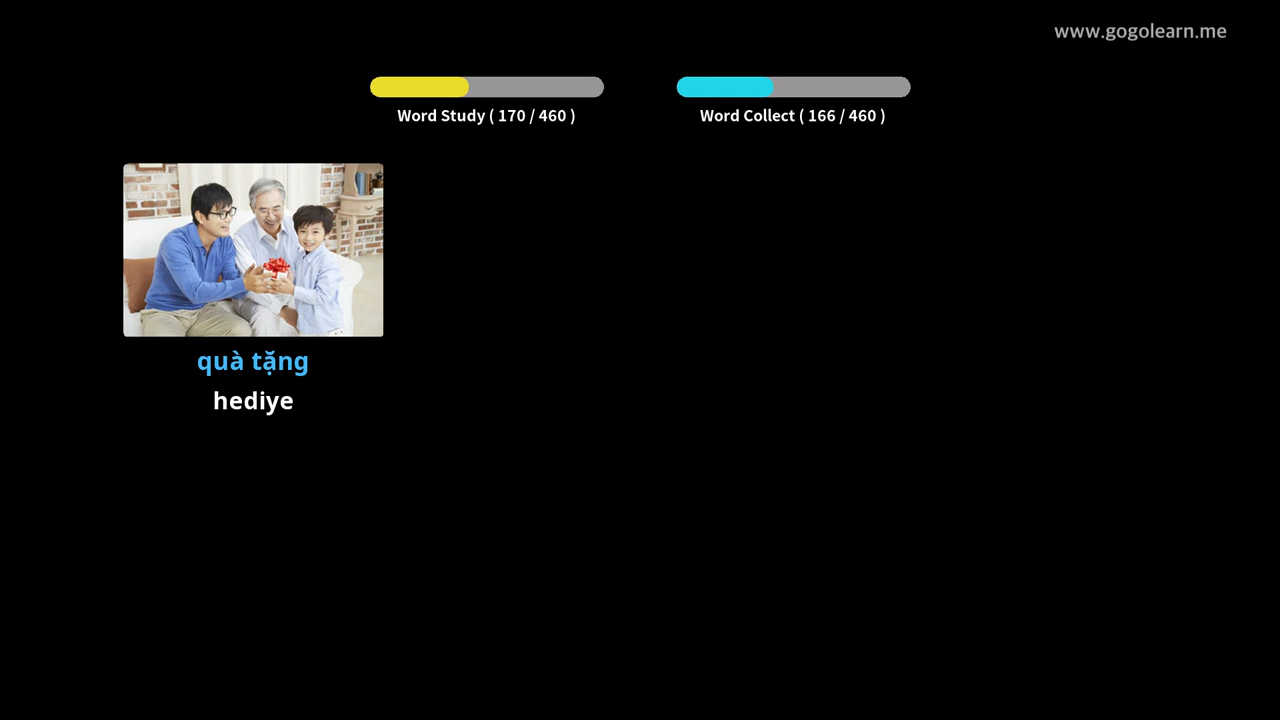 www.gogolearn.me
Word Study ( 170 / 460 )
Word Collect ( 166 / 460 )
quà tặng
hediye